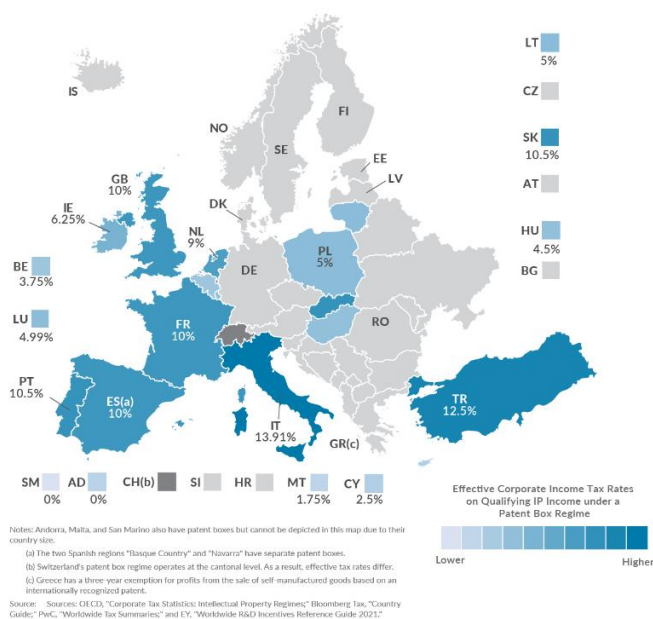 IS
NO
SE
FI
EE
LV
DK
GB
10%
IE
6.25%
NL
9%
BE
3.75%
LU
4.99%
DE
PL
5%
FR
10%
RO
PT
10.5%
ES(a)
10%
IT
13.91%
GR(c)
TR
12.5%
LT
5%
CZ
SK
10.5%
AT
HU
4.5%
BG
SM
0%
AD
0%
CH(b)
SI
HR
MT
1.75%
CY
2.5%
Effective Corporate Income Tax Rates
on Qualifying IP Income under a
Patent Box Regime
Lower
Higher
Notes: Andorra, Malta, and San Marino also have patent boxes but cannot be depicted in this map due to their
country size.
(a) The two Spanish regions "Basque Country" and "Navarra" have separate patent boxes.
(b) Switzerland's patent box regime operates at the cantonal level. As a result, effective tax rates differ.
(c) Greece has a three-year exemption for profits from the sale of self-manufactured goods based on an
internationally recognized patent.
Source: Sources: OECD, "Corporate Tax Statistics: Intellectual Property Regimes;" Bloomberg Tax, "Country
Guide;" PwC, "Worldwide Tax Summaries;" and EY, "Worldwide R&D Incentives Reference Guide 2021."